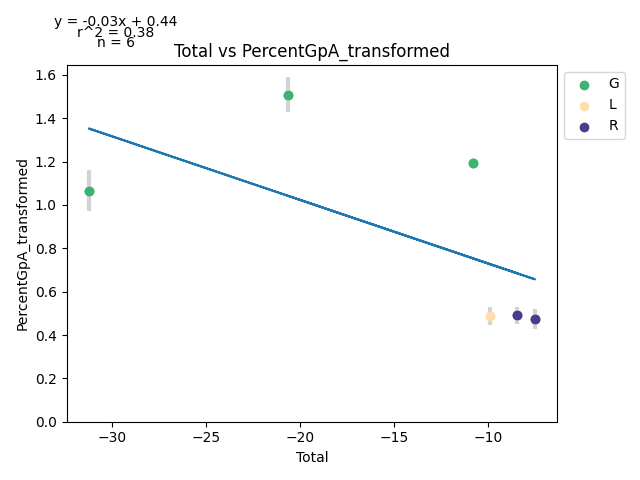 y = -0.03x + 0.44
r^2 = 0.38
n = 6
Total vs PercentGpA_transformed
G
L
R
PercentGpA_transformed
1.6
1.4
1.2
1.0
0.8
0.6
0.4
0.2
0.0
−30
−25
−20
−15
−10
Total